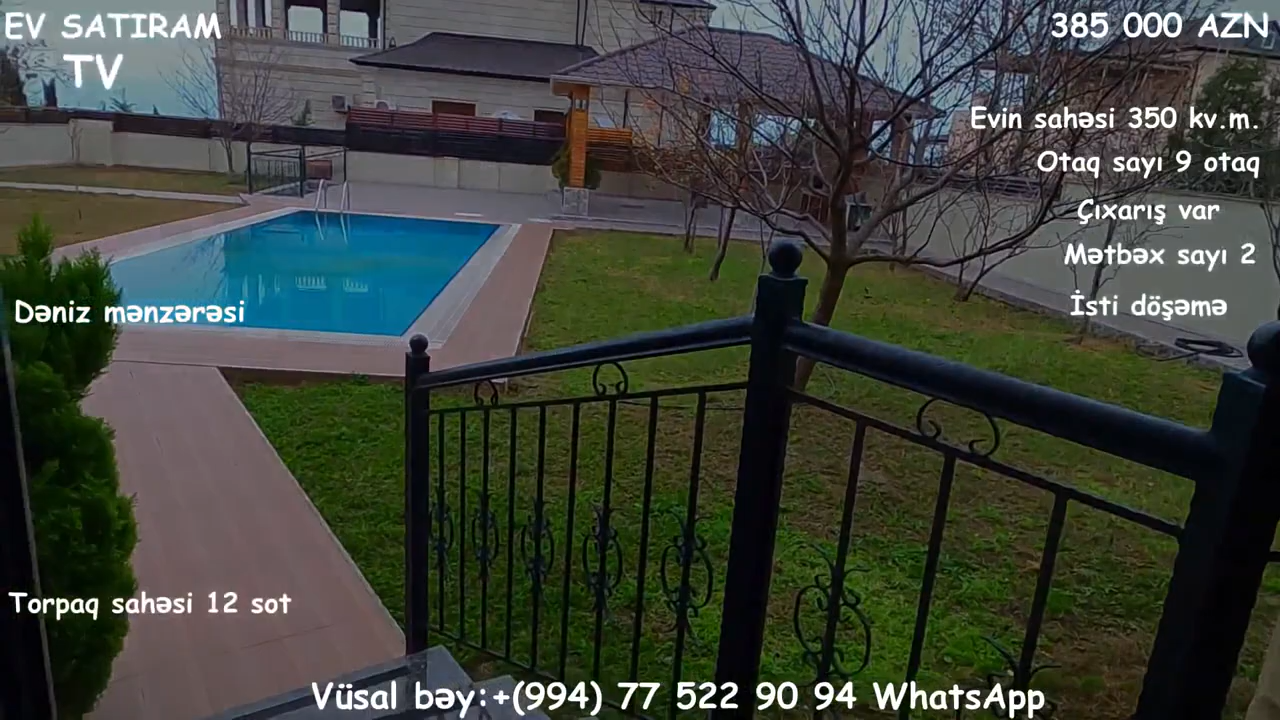 EV SATIRAM
TV
385 000 AZN
Evin sahəsi 350 kv.m.
Otaq sayı 9 otaq
Çıxarış var
Mətbəx sayı 2
İsti döşəmə
Dəniz mənzərəsi
Torpaq sahəsi 12 sot
Vüsal bəy:+(994) 77 522 90 94 WhatsApp